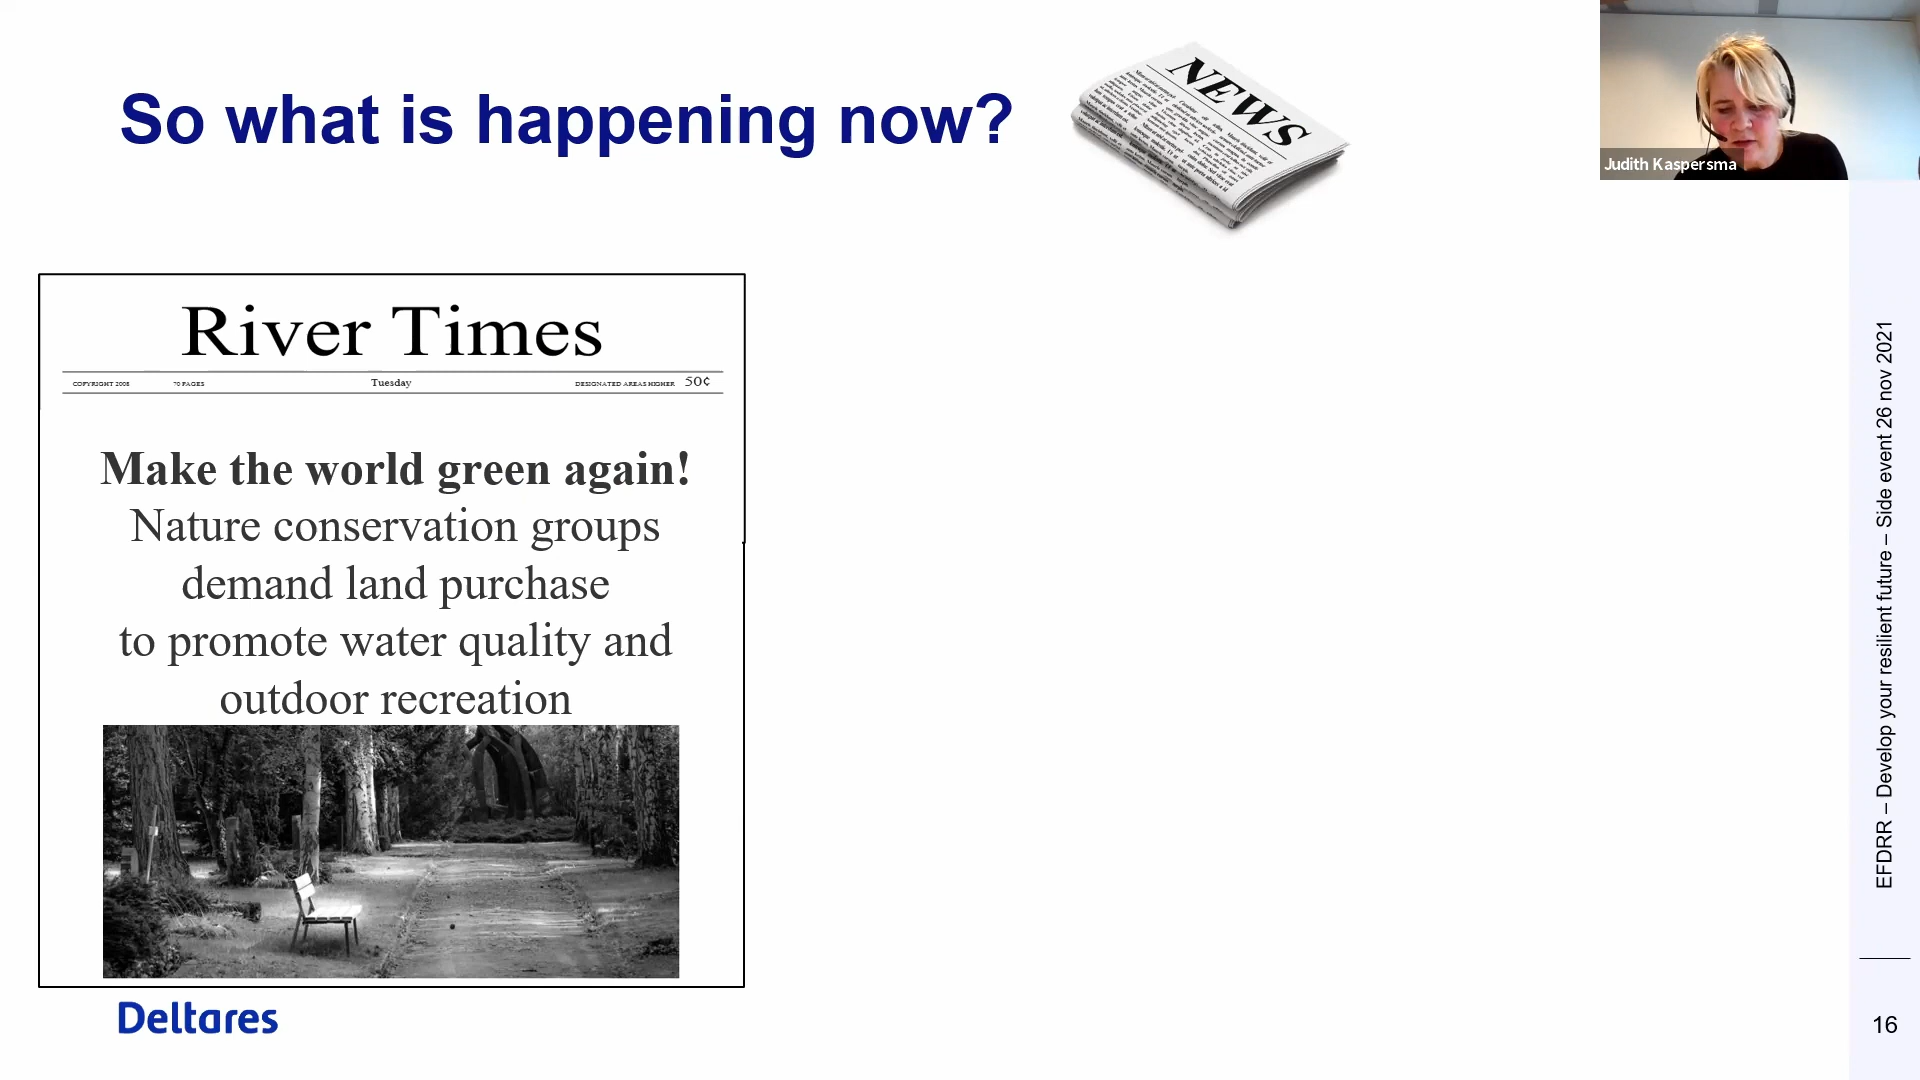 So what is happening now?
NEWS
Judith Kaspersma
River Times
COPYRIGHT 2008 70 PAGES Tuesday DESIGNATED AREAS HIGHER 50¢
Make the world green again!
Nature conservation groups
demand land purchase
to promote water quality and
outdoor recreation
Deltares
EFDRR – Develop your resilient future – Side event 26 nov 2021
16